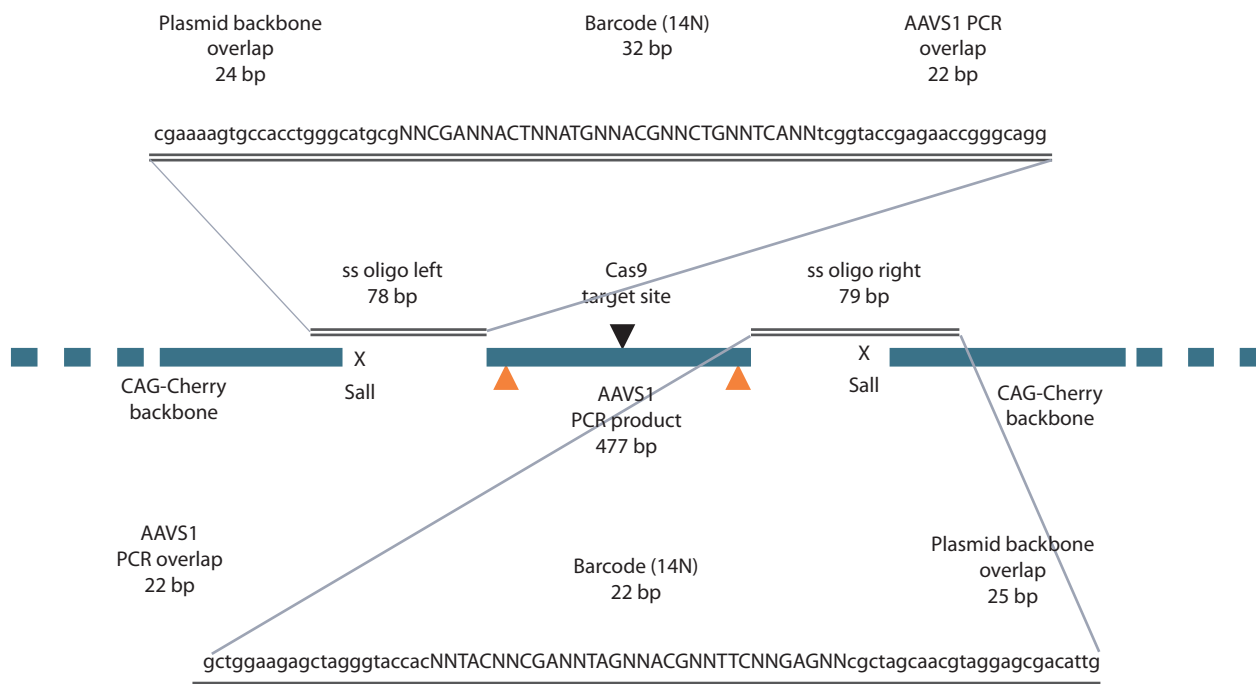 Plasmid backbone
overlap
24 bp
Barcode (14N)
32 bp
AAVS1 PCR
overlap
22 bp
cgaaaagtgccacctgggcatgcgNNCGANNACTNNATGNNACGNNCTGNNTCANNtcggtaccgagaaccgggcagg
ss oligo left
78 bp
Cas9
target site
ss oligo right
79 bp
X
SalI
X
SalI
CAG-Cherry
backbone
AAVS1
PCR product
477 bp
CAG-Cherry
backbone
AAVS1
PCR overlap
22 bp
Barcode (14N)
22 bp
Plasmid backbone
overlap
25 bp
gctggaagagctagggtaccacNNTACNNCGANNTAGNNACGNNTTCNNGAGNNcgctagcaacgtaggagcgacattg